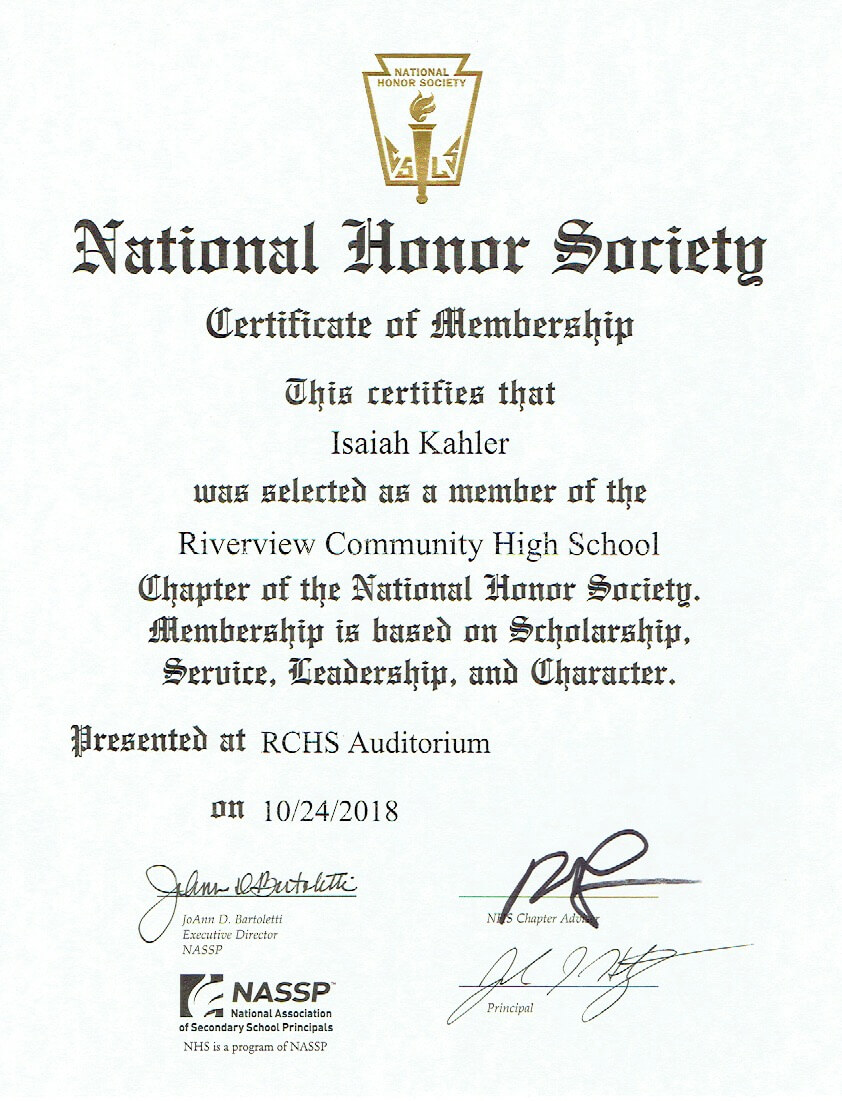 NATIONAL
HONOR SOCIETY
C S L S
National Honor Society
Certificate of Membership
This certifies that
Isaiah Kahler
was selected as a member of the
Riverview Community High School
Chapter of the National Honor Society.
Membership is based on Scholarship,
Service, Leadership, and Character.
Presented at RCHS Auditorium
on 10/24/2018
JoAnn D. Bartoletti
JoAnn D. Bartoletti
Executive Director
NASSP
NHS Chapter Adviser
Principal
NASSP™
National Association
of Secondary School Principals
NHS is a program of NASSP